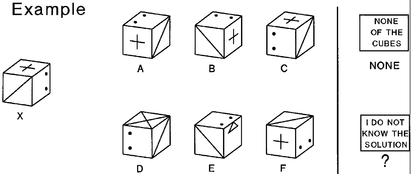 Example
A
B
C
X
D
E
F
NONE
OF THE
CUBES
NONE
I DO NOT
KNOW THE
SOLUTION
?